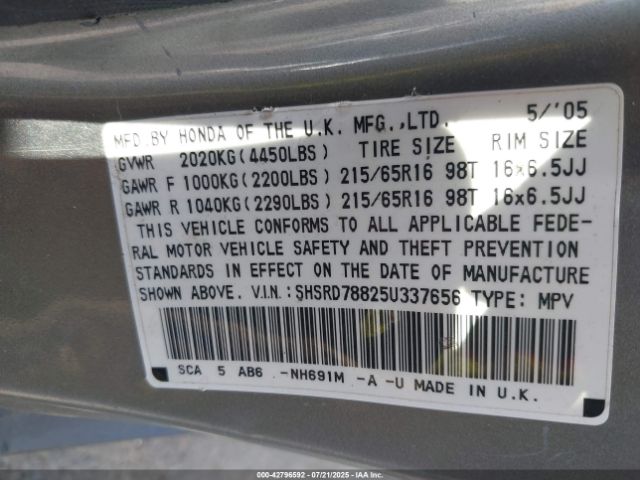 MFD.BY HONDA OF THE U.K. MFG.,LTD. 5/'05
GVWR 2020KG(4450LBS) TIRE SIZE RIM SIZE
GAWR F 1000KG(2200LBS) 215/65R16 98T 16x6.5JJ
GAWR R 1040KG(2290LBS) 215/65R16 98T 16x6.5JJ
THIS VEHICLE CONFORMS TO ALL APPLICABLE FEDE-
RAL MOTOR VEHICLE SAFETY AND THEFT PREVENTION
STANDARDS IN EFFECT ON THE DATE OF MANUFACTURE
SHOWN ABOVE. V.I.N.:SHSRD78825U337656 TYPE: MPV
SCA 5 AB6 -NH691M -A -U MADE IN U.K.
000-42796592 | 07/21/2025 | IAAI.COM